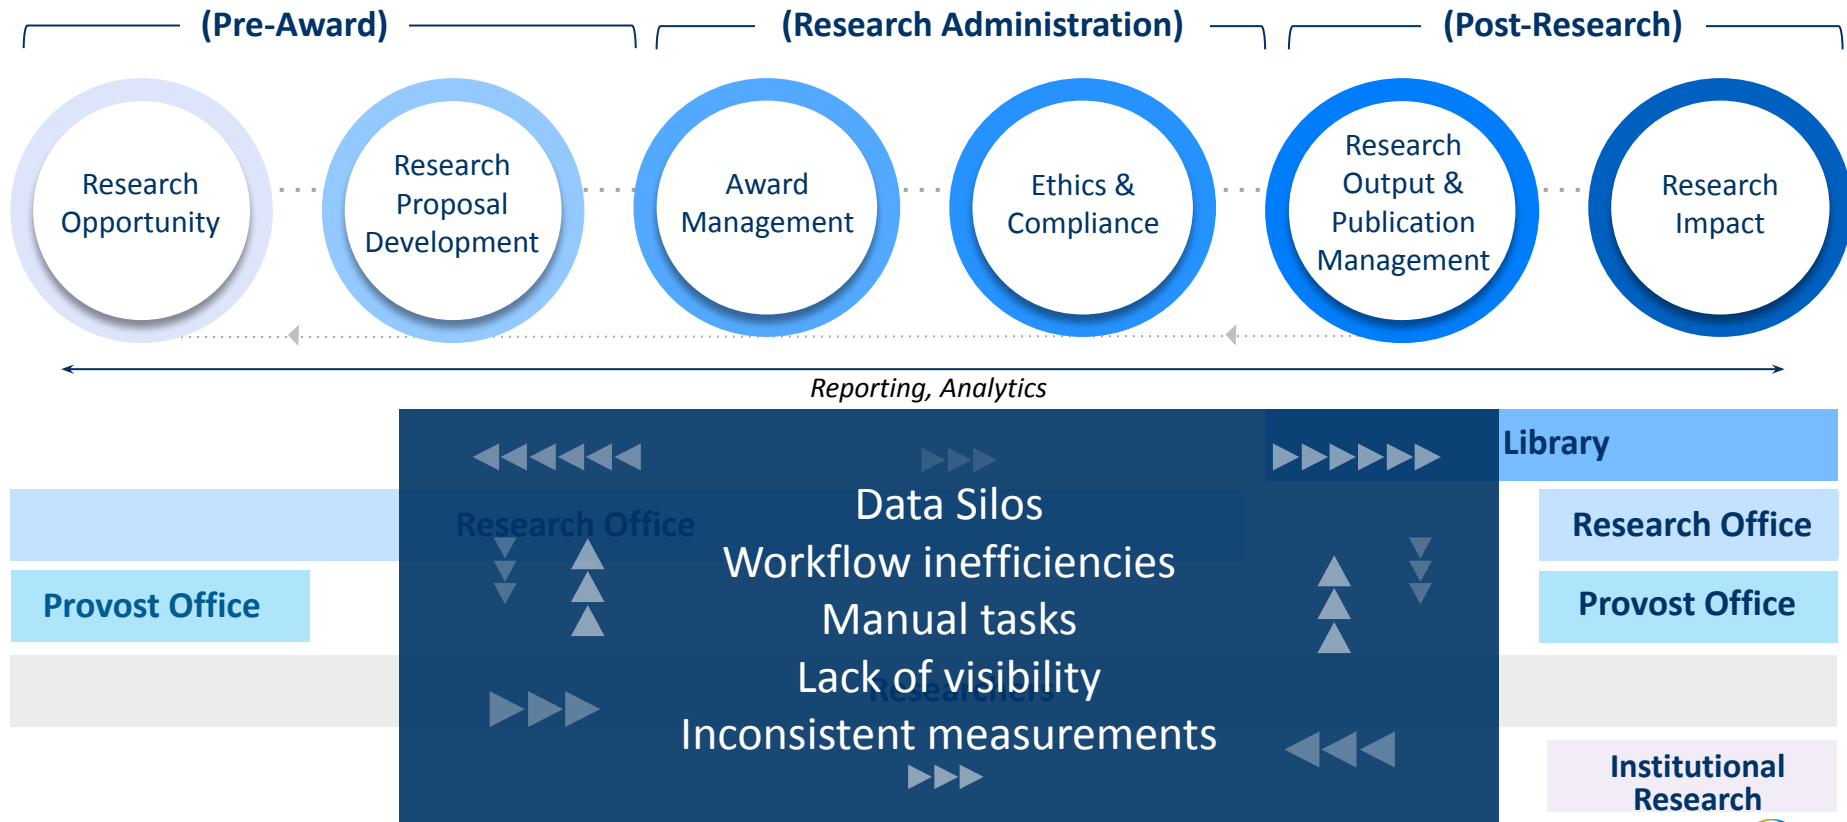 (Pre-Award)
(Research Administration)
(Post-Research)
Research
Opportunity
Research
Proposal
Development
Award
Management
Ethics &
Compliance
Research
Output &
Publication
Management
Research
Impact
Reporting, Analytics
Library
Research Office
Research Office
Provost Office
Provost Office
Data Silos
Workflow inefficiencies
Manual tasks
Lack of visibility
Inconsistent measurements
Researchers
Institutional
Research